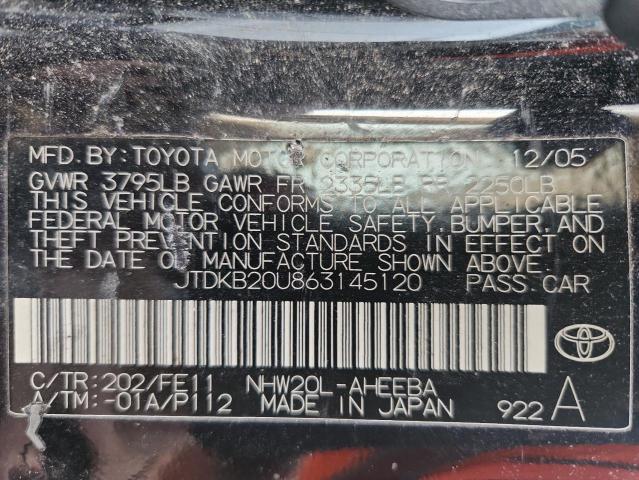 MFD.BY:TOYOTA MOTOR CORPORATION 12/05
GVWR 3795LB GAWR FR 2335LB RR 2250LB
THIS VEHICLE CONFORMS TO ALL APPLICABLE
FEDERAL MOTOR VEHICLE SAFETY,BUMPER,AND
THEFT PREVENTION STANDARDS IN EFFECT ON
THE DATE OF MANUFACTURE SHOWN ABOVE.
JTDKB20U863145120 PASS.CAR
C/TR:202/FE11 NHW20L-AHEEBA
A/TM:-01A/P112 MADE IN JAPAN 922 A